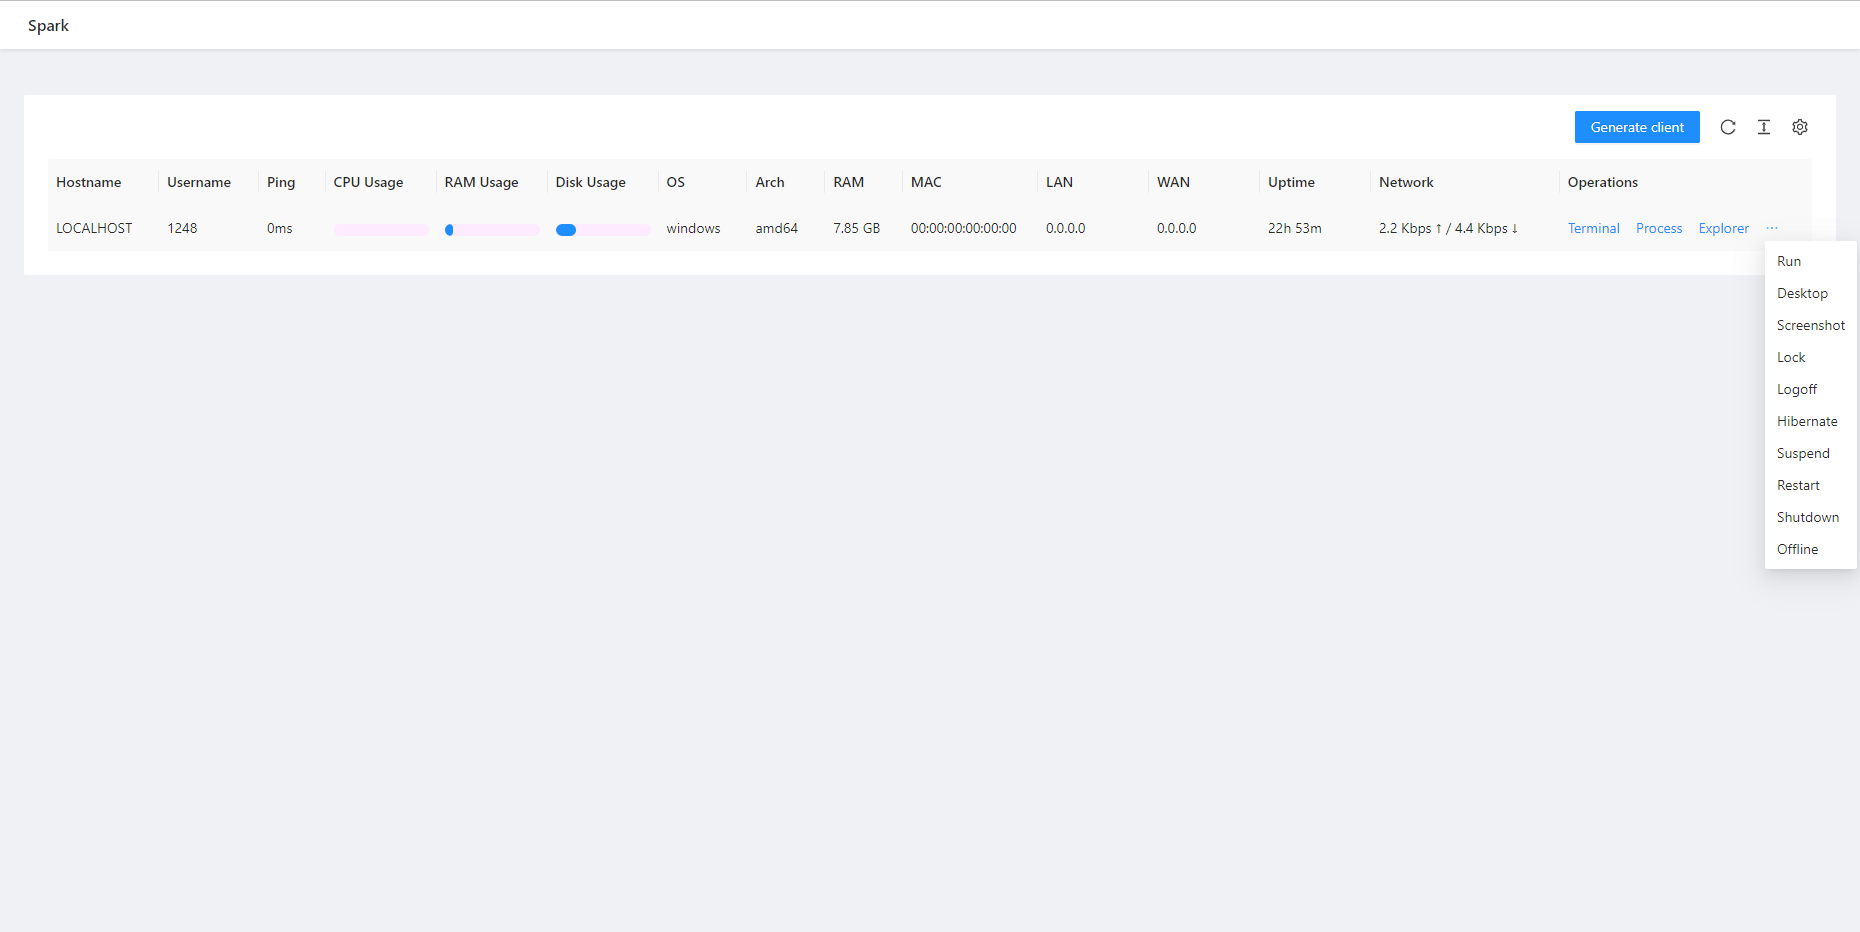 Spark
Generate client
Hostname Username Ping CPU Usage RAM Usage Disk Usage OS Arch RAM MAC LAN WAN Uptime Network Operations
LOCALHOST 1248 0ms windows amd64 7.85 GB 00:00:00:00:00:00 0.0.0.0 0.0.0.0 22h 53m 2.2 Kbps ↑ / 4.4 Kbps ↓ Terminal Process Explorer ···
Run
Desktop
Screenshot
Lock
Logoff
Hibernate
Suspend
Restart
Shutdown
Offline